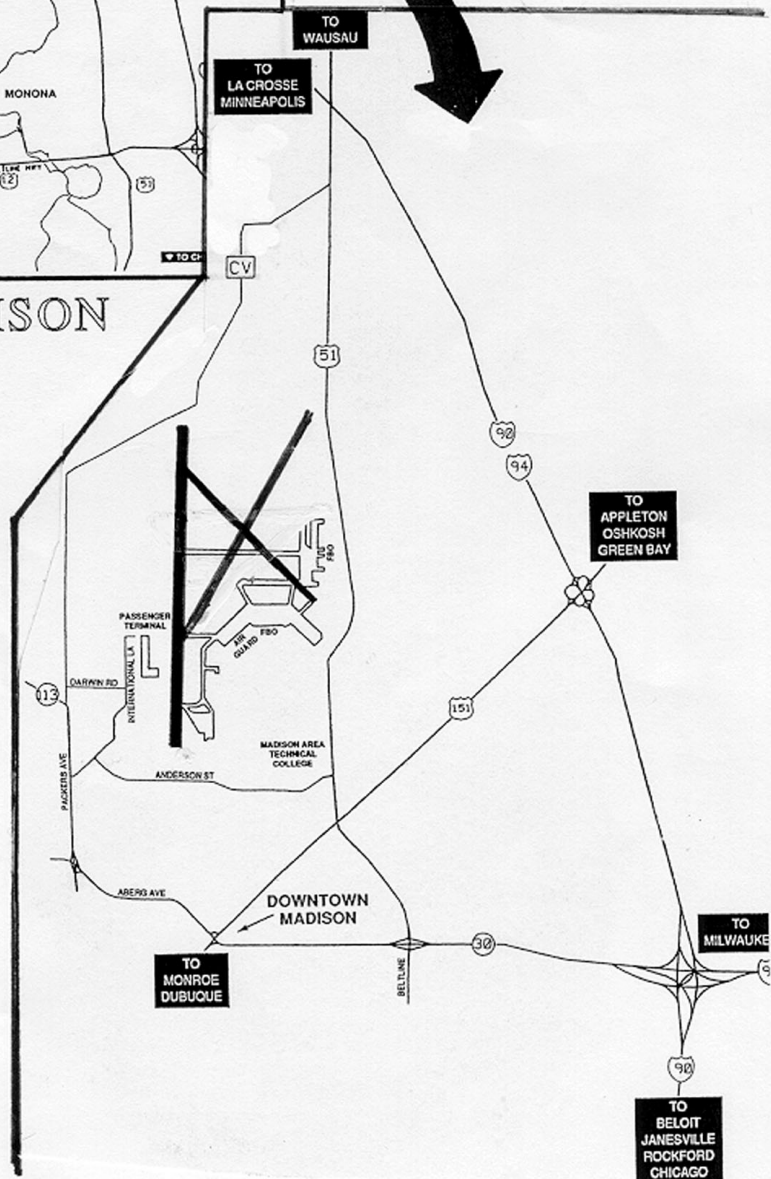 TO
WAUSAU
TO
LA CROSSE
MINNEAPOLIS
MONONA
12
51
CV
51
90
94
TO
APPLETON
OSHKOSH
GREEN BAY
FBO
PASSENGER
TERMINAL
AIR
GUARD
FBO
INTERNATIONAL LA
DARWIN RD
113
151
MADISON AREA
TECHNICAL
COLLEGE
ANDERSON ST
PACKERS AVE
ABERG AVE
DOWNTOWN
MADISON
30
BELTLINE
TO
MONROE
DUBUQUE
TO
MILWAUKE
90
TO
BELOIT
JANESVILLE
ROCKFORD
CHICAGO